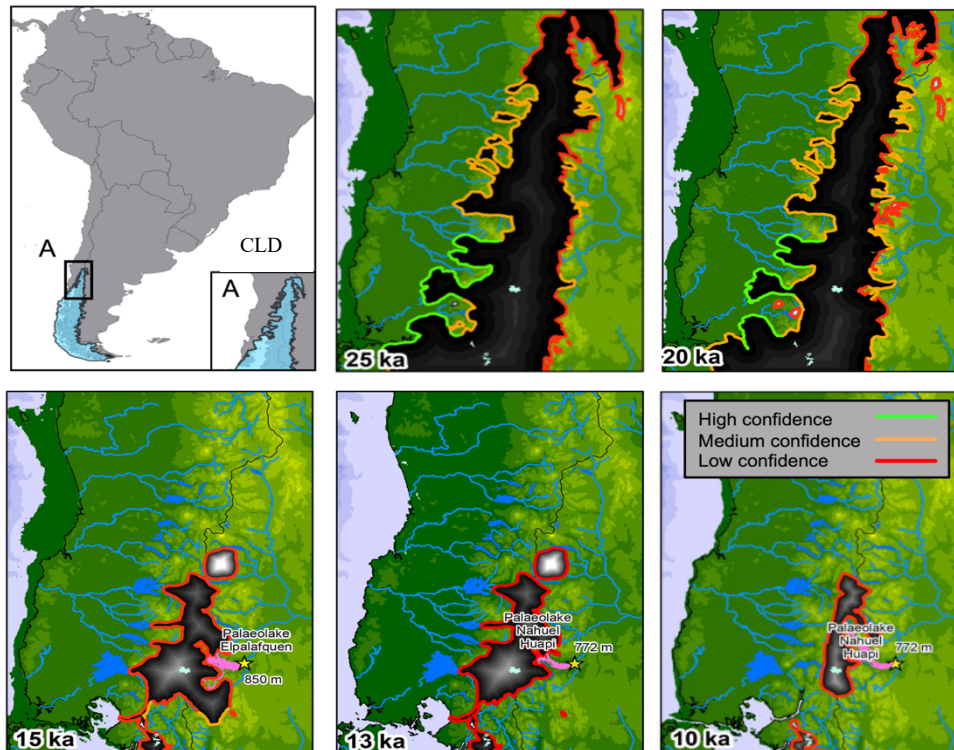 A
CLD
A
25 ka
20 ka
Palaeolake
Elpalafquen
850 m
15 ka
Palaeolake
Nahuel
Huapi
772 m
13 ka
High confidence
Medium confidence
Low confidence
Palaeolake
Nahuel
Huapi
772 m
10 ka